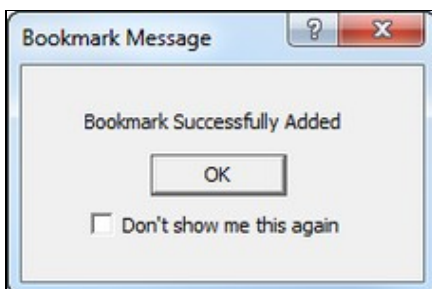 Bookmark Message
Bookmark Successfully Added
OK
Don't show me this again